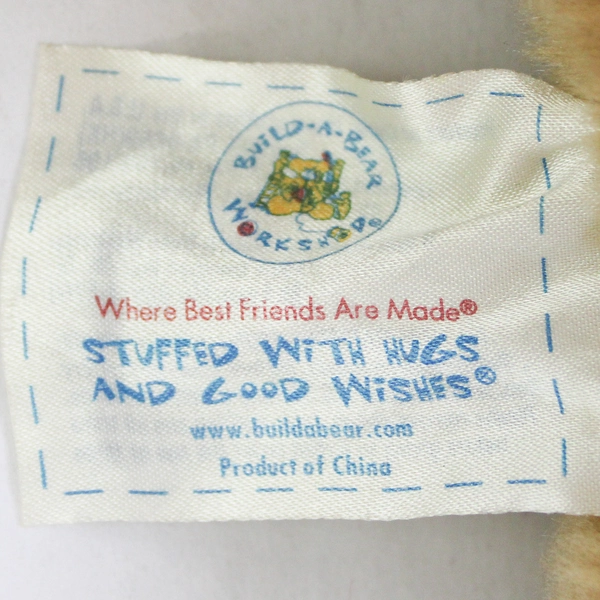 BUILD-A-BEAR
WORKSHOP®
Where Best Friends Are Made®
STUFFED WITH HUGS
AND GOOD WISHES®
www.buildabear.com
Product of China